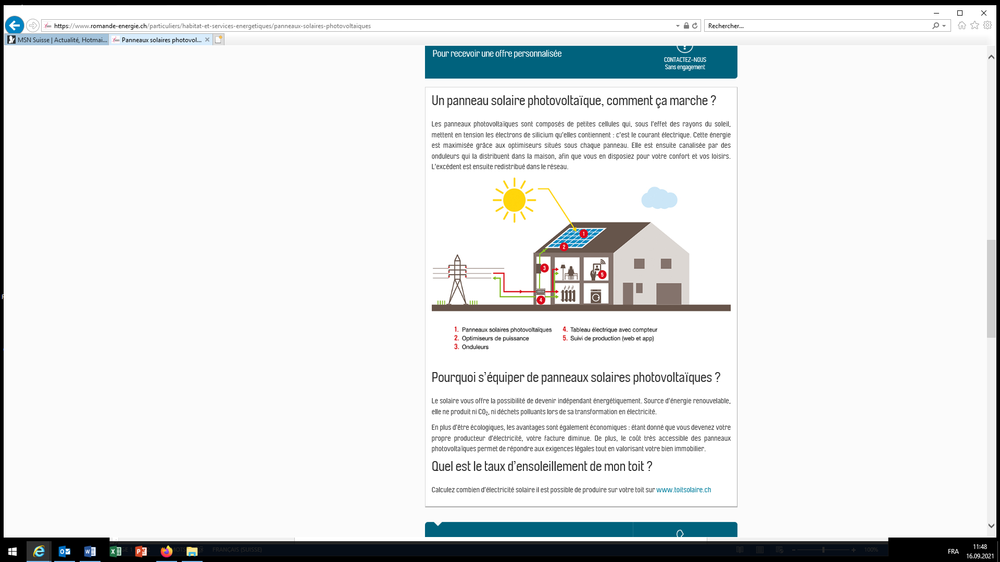 https://www.romande-energie.ch/particuliers/habitat-et-services-energetiques/panneaux-solaires-photovoltaiques
Rechercher...
MSN Suisse | Actualité, Hotmai...
Panneaux solaires photovol...
Pour recevoir une offre personnalisée
CONTACTEZ-NOUS
Sans engagement
Un panneau solaire photovoltaïque, comment ça marche ?
Les panneaux photovoltaïques sont composés de petites cellules qui, sous l'effet des rayons du soleil,
mettent en tension les électrons de silicium qu'elles contiennent : c'est le courant électrique. Cette énergie
est maximisée grâce aux optimiseurs situés sous chaque panneau. Elle est ensuite canalisée par des
onduleurs qui la distribuent dans la maison, afin que vous en disposiez pour votre confort et vos loisirs.
L'excédent est ensuite redistribué dans le réseau.
1
2
3
5
4
1. Panneaux solaires photovoltaïques
2. Optimiseurs de puissance
3. Onduleurs
4. Tableau électrique avec compteur
5. Suivi de production (web et app)
Pourquoi s'équiper de panneaux solaires photovoltaïques ?
Le solaire vous offre la possibilité de devenir indépendant énergétiquement. Source d'énergie renouvelable,
elle ne produit ni CO₂, ni déchets polluants lors de sa transformation en électricité.
En plus d'être écologiques, les avantages sont également économiques : étant donné que vous devenez votre
propre producteur d'électricité, votre facture diminue. De plus, le coût très accessible des panneaux
photovoltaïques permet de répondre aux exigences légales tout en valorisant votre bien immobilier.
Quel est le taux d'ensoleillement de mon toit ?
Calculez combien d'électricité solaire il est possible de produire sur votre toit sur www.toitsolaire.ch
FRANÇAIS (SUISSE)
100%
FRA
11:48
16.09.2021